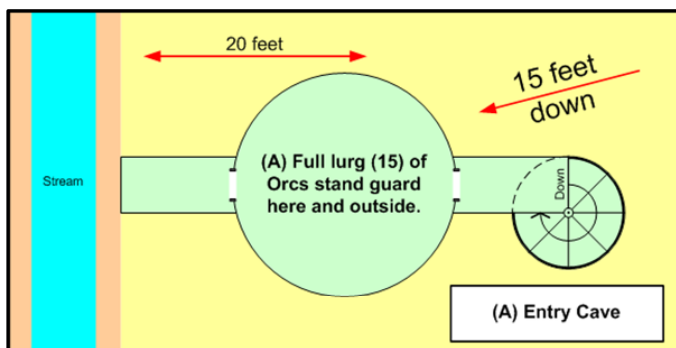 20 feet
15 feet
down
(A) Full lurg (15) of
Orcs stand guard
here and outside.
Stream
Down
(A) Entry Cave